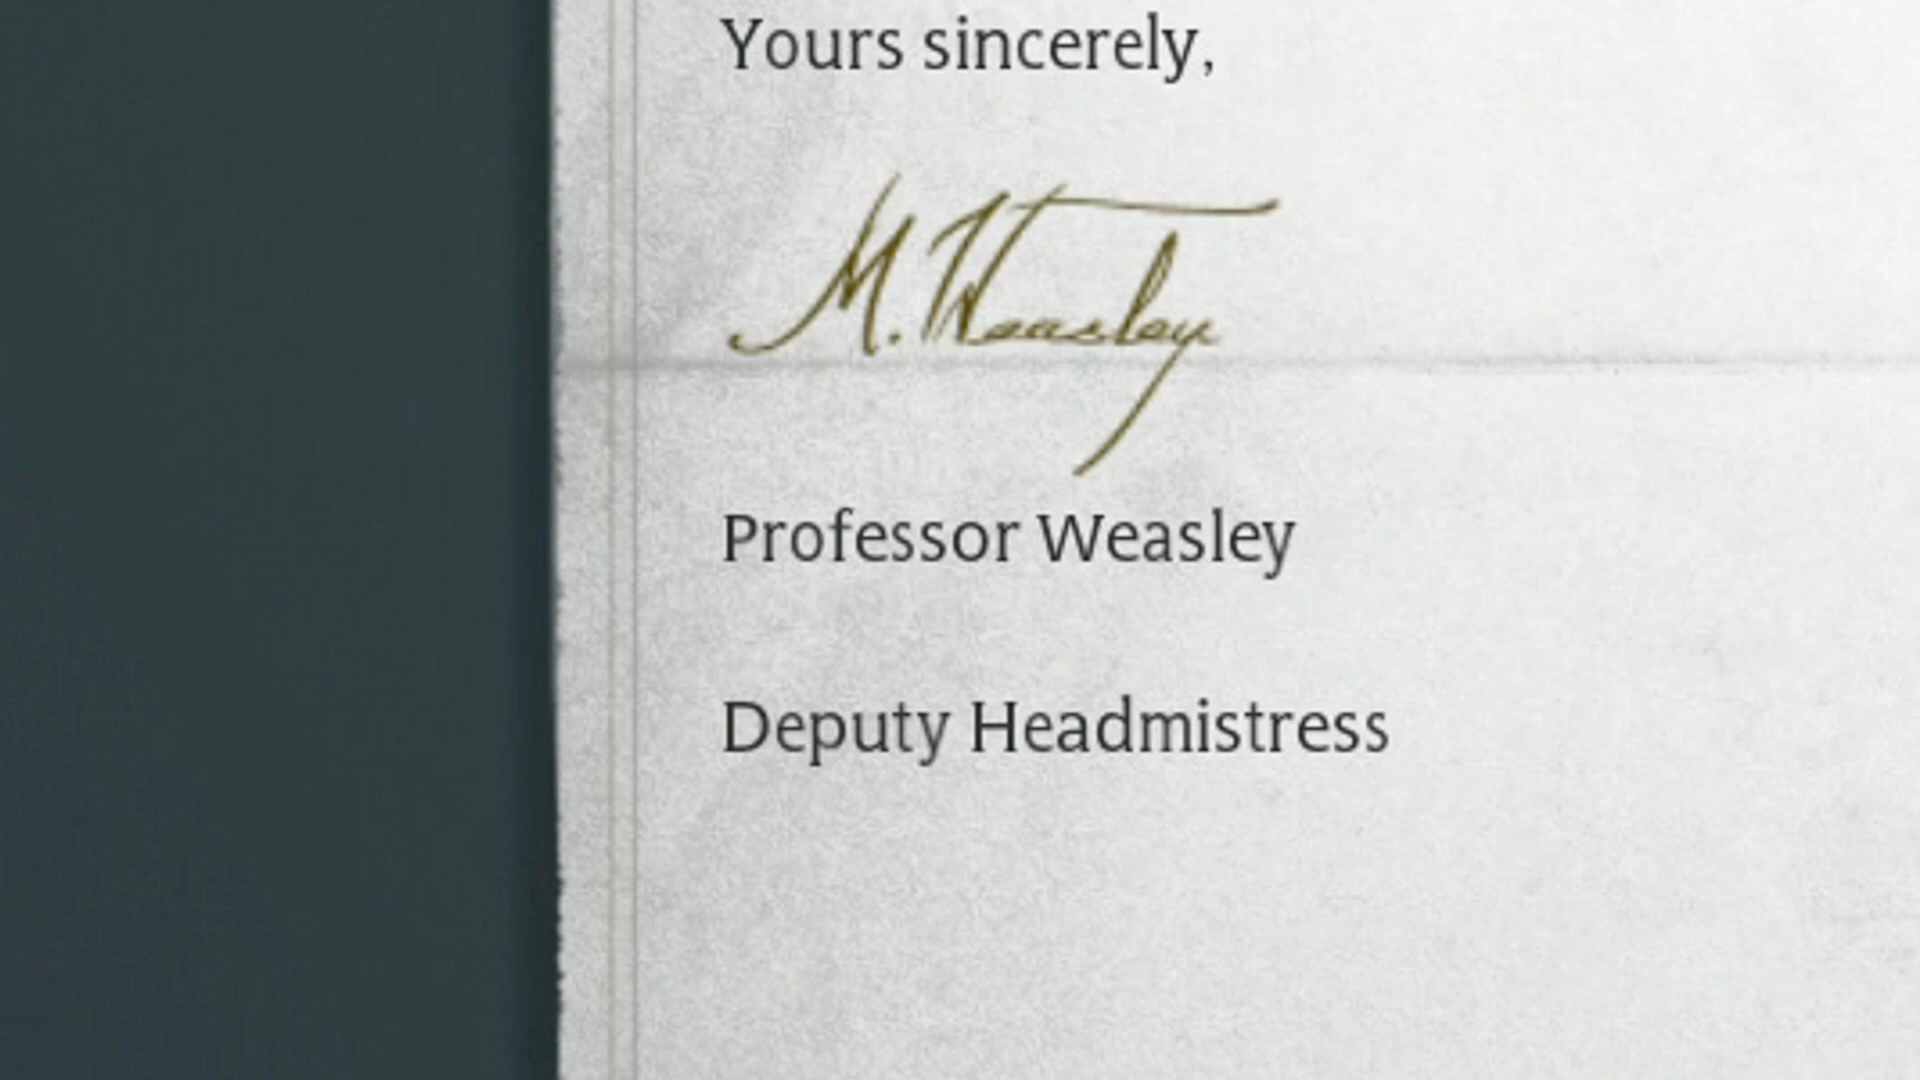 Yours sincerely,
M. Weasley
Professor Weasley
Deputy Headmistress